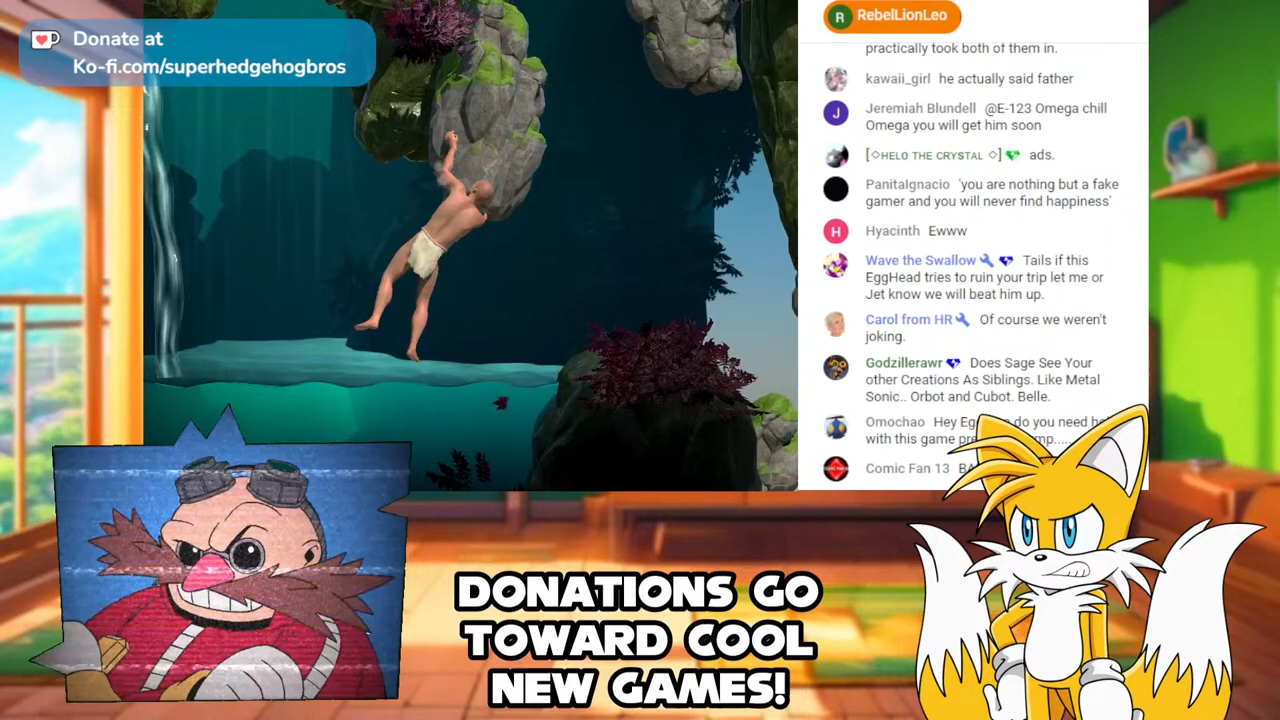 Donate at
Ko-fi.com/superhedgehogbros
R RebelLionLeo
practically took both of them in.
kawaii_girl he actually said father
J Jeremiah Blundell @E-123 Omega chill
Omega you will get him soon
[◇HELO THE CRYSTAL ◇] ads.
PanitaIgnacio 'you are nothing but a fake
gamer and you will never find happiness'
H Hyacinth Ewww
Wave the Swallow Tails if this
EggHead tries to ruin your trip let me or
Jet know we will beat him up.
Carol from HR Of course we weren't
joking.
Godzillerawr Does Sage See Your
other Creations As Siblings. Like Metal
Sonic.. Orbot and Cubot. Belle.
Omochao Hey do you need
with this game
Comic Fan 13
DONATIONS GO
TOWARD COOL
NEW GAMES!